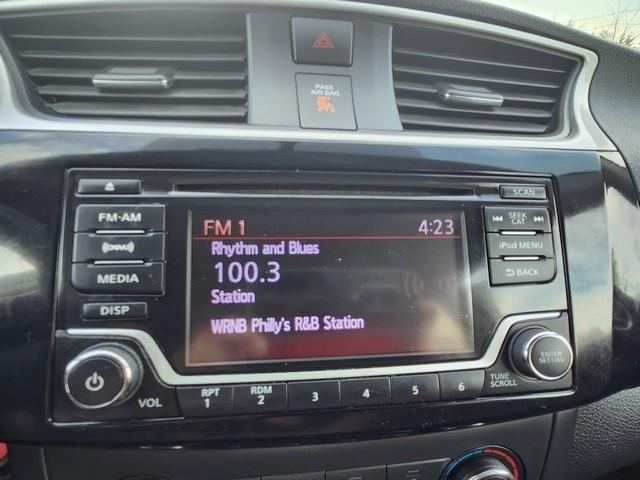 PASS
AIR BAG
OFF
SCAN
FM·AM
((XM))
MEDIA
DISP
FM 1 4:23
Rhythm and Blues
100.3
Station
WRNB Philly's R&B Station
SEEK
CAT
iPod MENU
BACK
ENTER
SETTING
TUNE
SCROLL
VOL
RPT
1
RDM
2
3
4
5
6